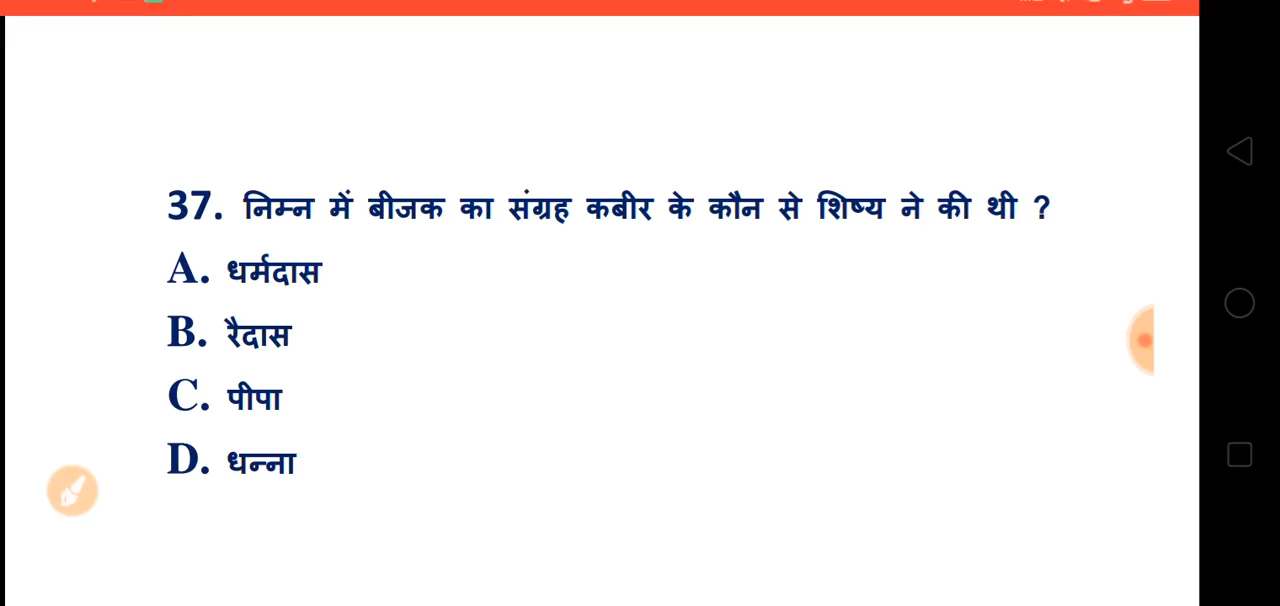 37. निम्न में बीजक का संग्रह कबीर के कौन से शिष्य ने की थी ?
A. धर्मदास
B. रैदास
C. पीपा
D. धन्ना